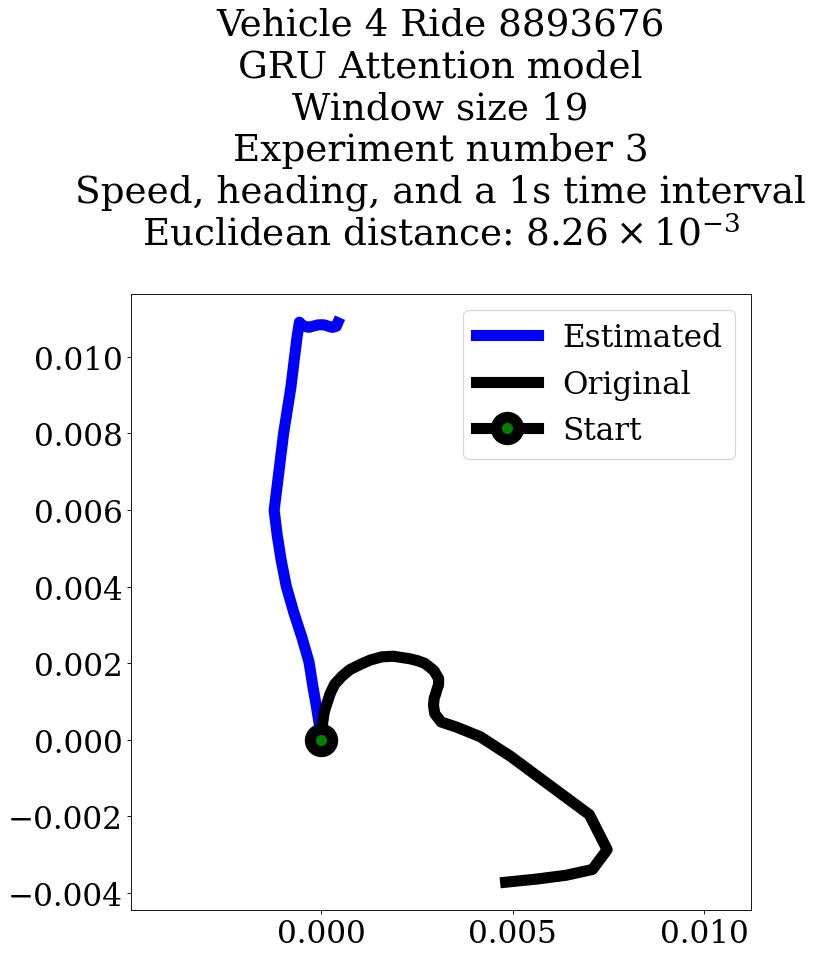 Vehicle 4 Ride 8893676
GRU Attention model
Window size 19
Experiment number 3
Speed, heading, and a 1s time interval
Euclidean distance: 8.26 × 10⁻³
Estimated
Original
Start
0.010
0.008
0.006
0.004
0.002
0.000
−0.002
−0.004
0.000 0.005 0.010